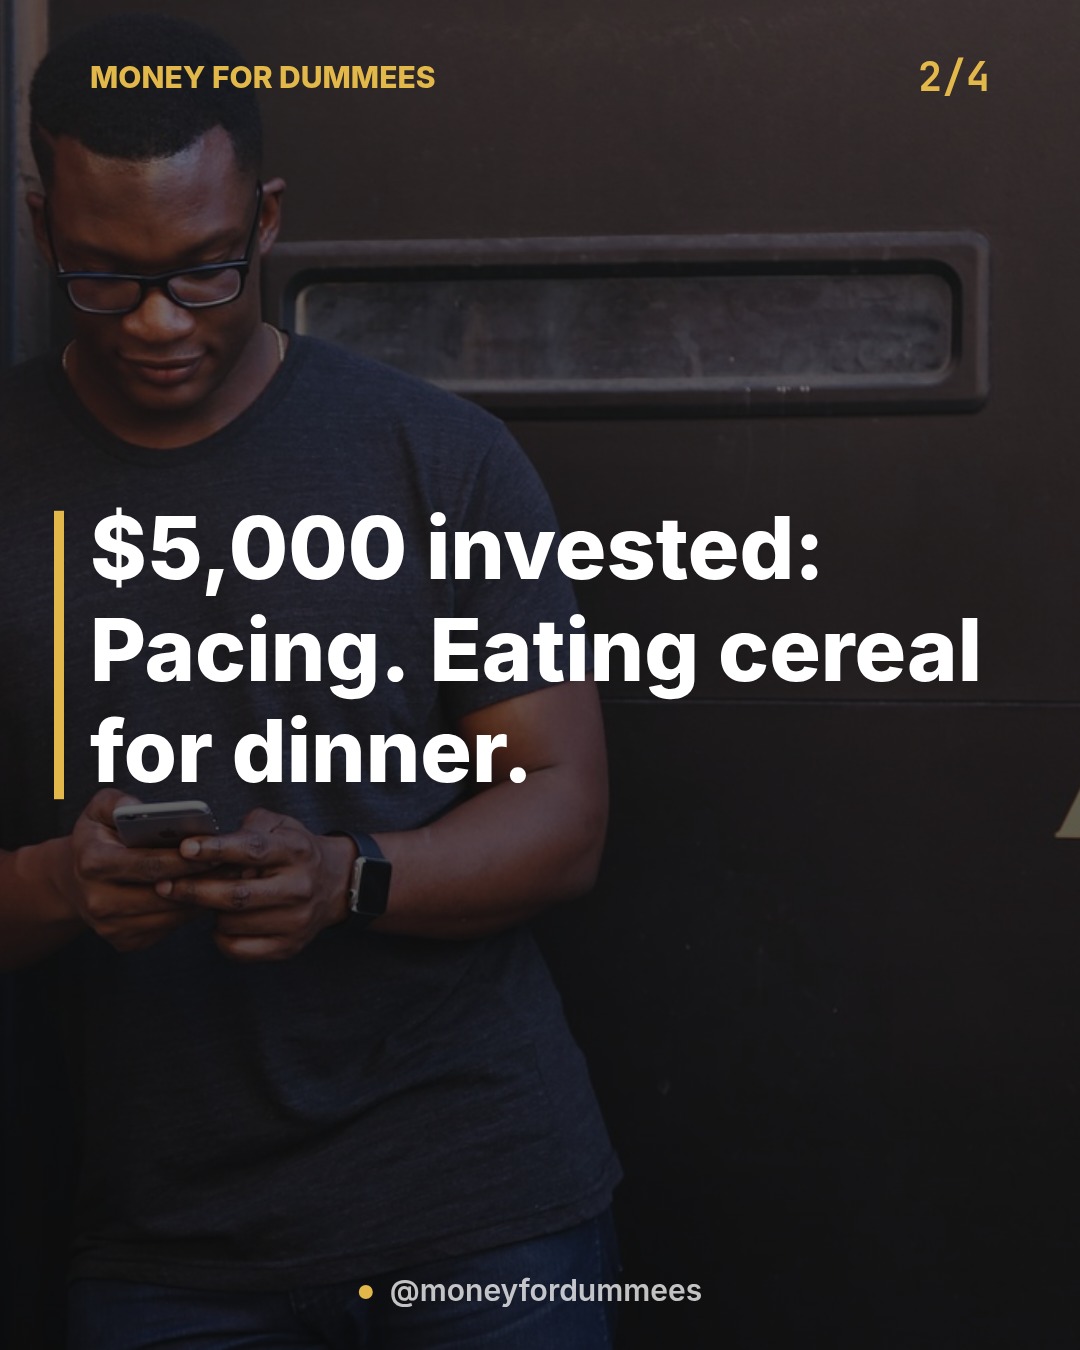 MONEY FOR DUMMEES
2/4
$5,000 invested:
Pacing. Eating cereal
for dinner.
@moneyfordummees